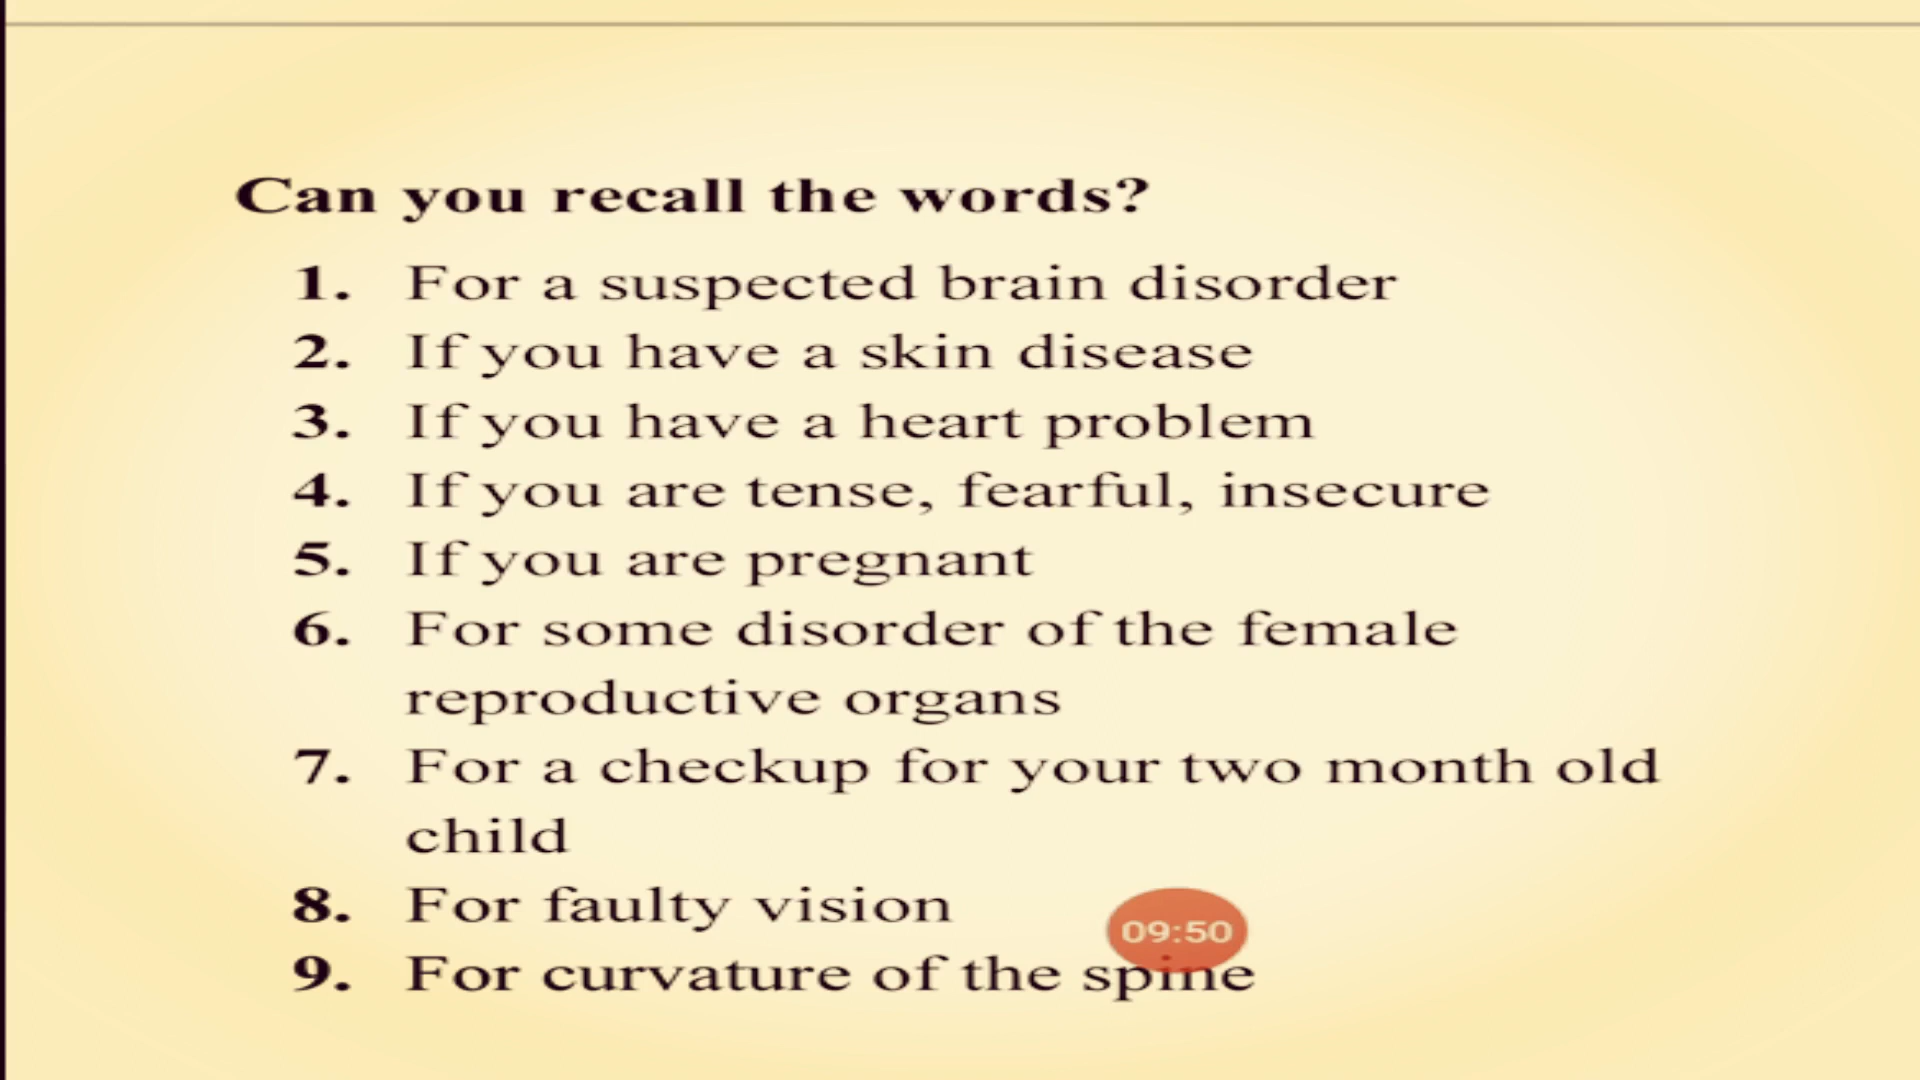 Can you recall the words?
1. For a suspected brain disorder
2. If you have a skin disease
3. If you have a heart problem
4. If you are tense, fearful, insecure
5. If you are pregnant
6. For some disorder of the female
reproductive organs
7. For a checkup for your two month old
child
8. For faulty vision
09:50
9. For curvature of the spine